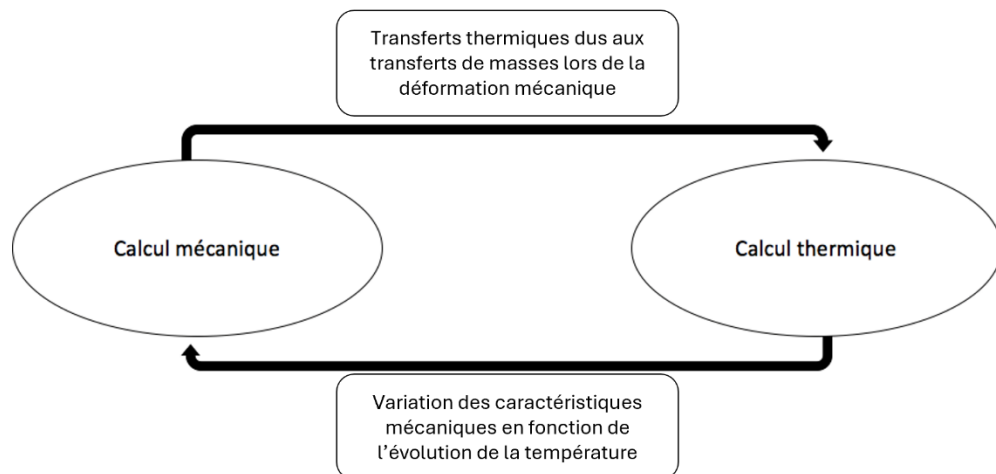 Transferts thermiques dus aux
transferts de masses lors de la
déformation mécanique
Calcul mécanique
Calcul thermique
Variation des caractéristiques
mécaniques en fonction de
l’évolution de la température